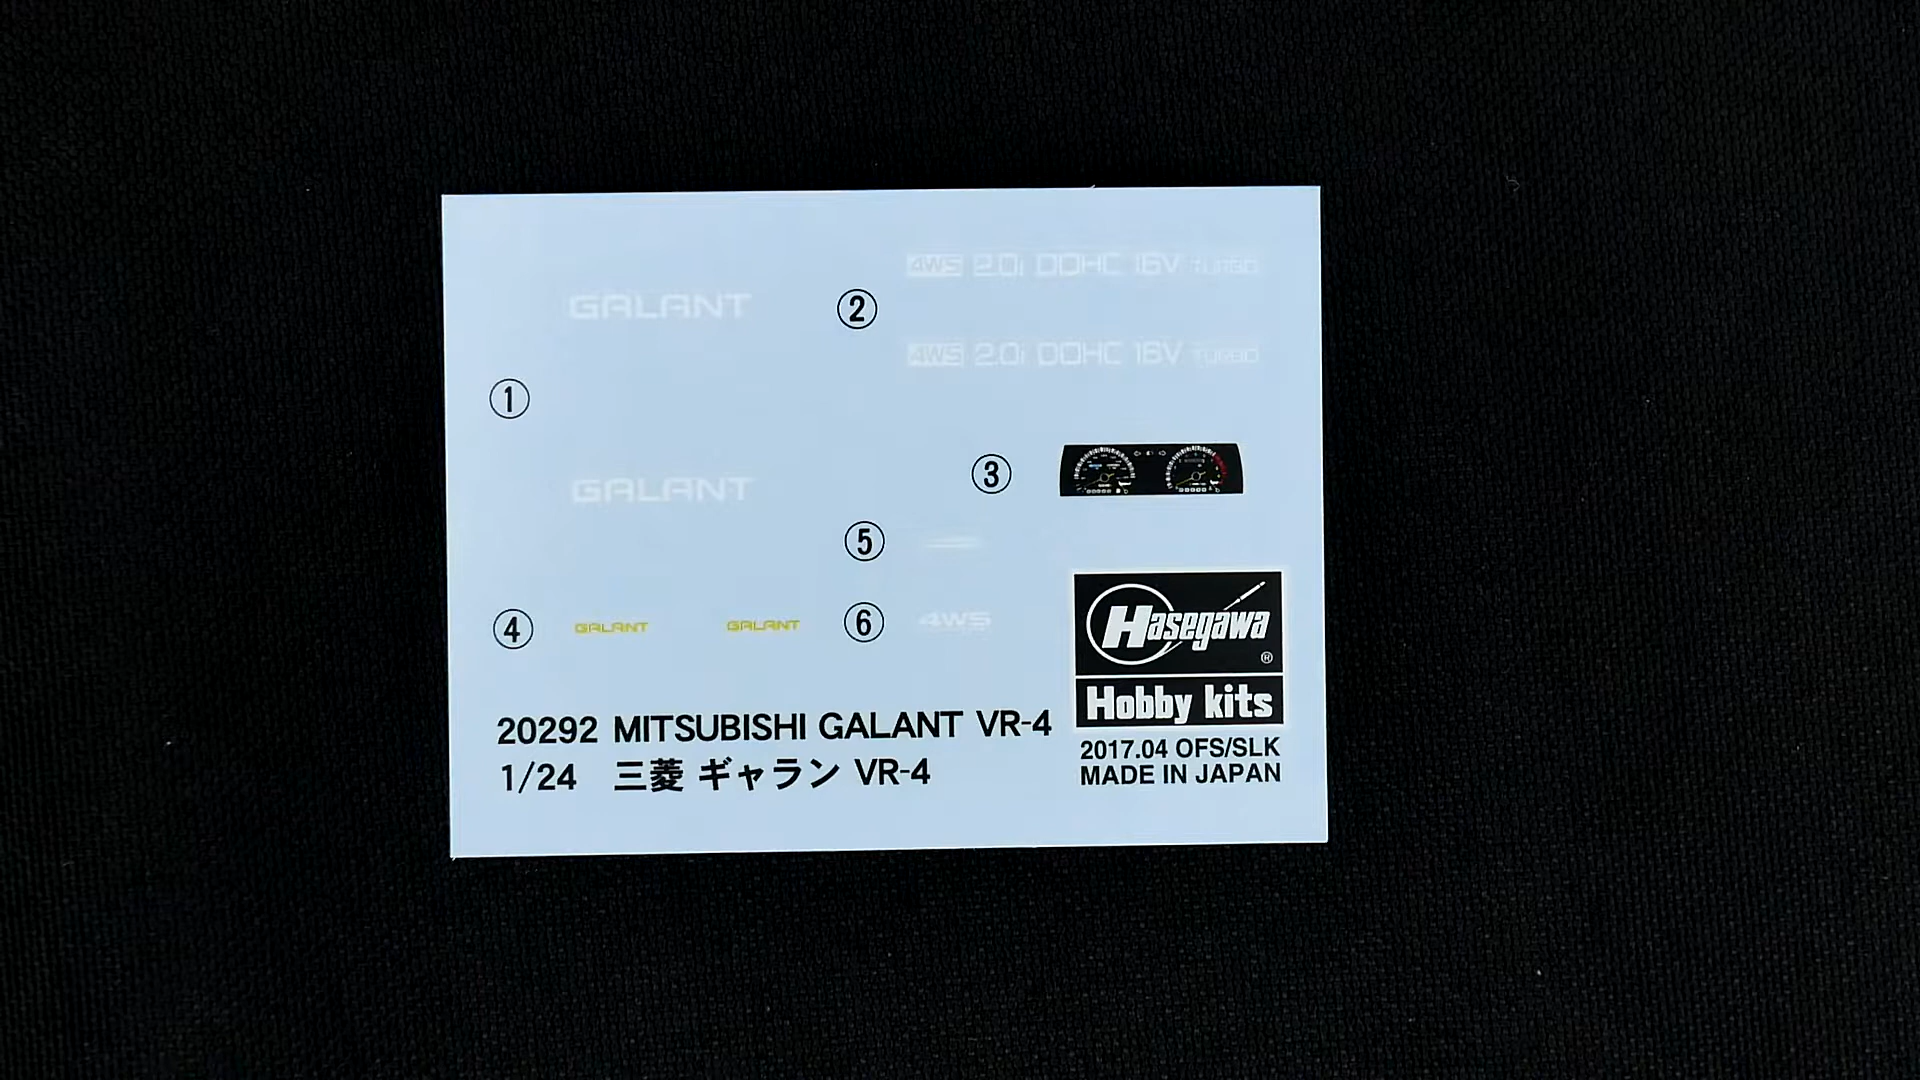 4WS 2.0i DOHC 16V TURBO
GALANT
②
4WS 2.0i DOHC 16V TURBO
①
③
GALANT
⑤
④ GALANT GALANT
⑥ 4WS
Hasegawa
®
Hobby kits
20292 MITSUBISHI GALANT VR-4
1/24 三菱 ギャラン VR-4
2017.04 OFS/SLK
MADE IN JAPAN